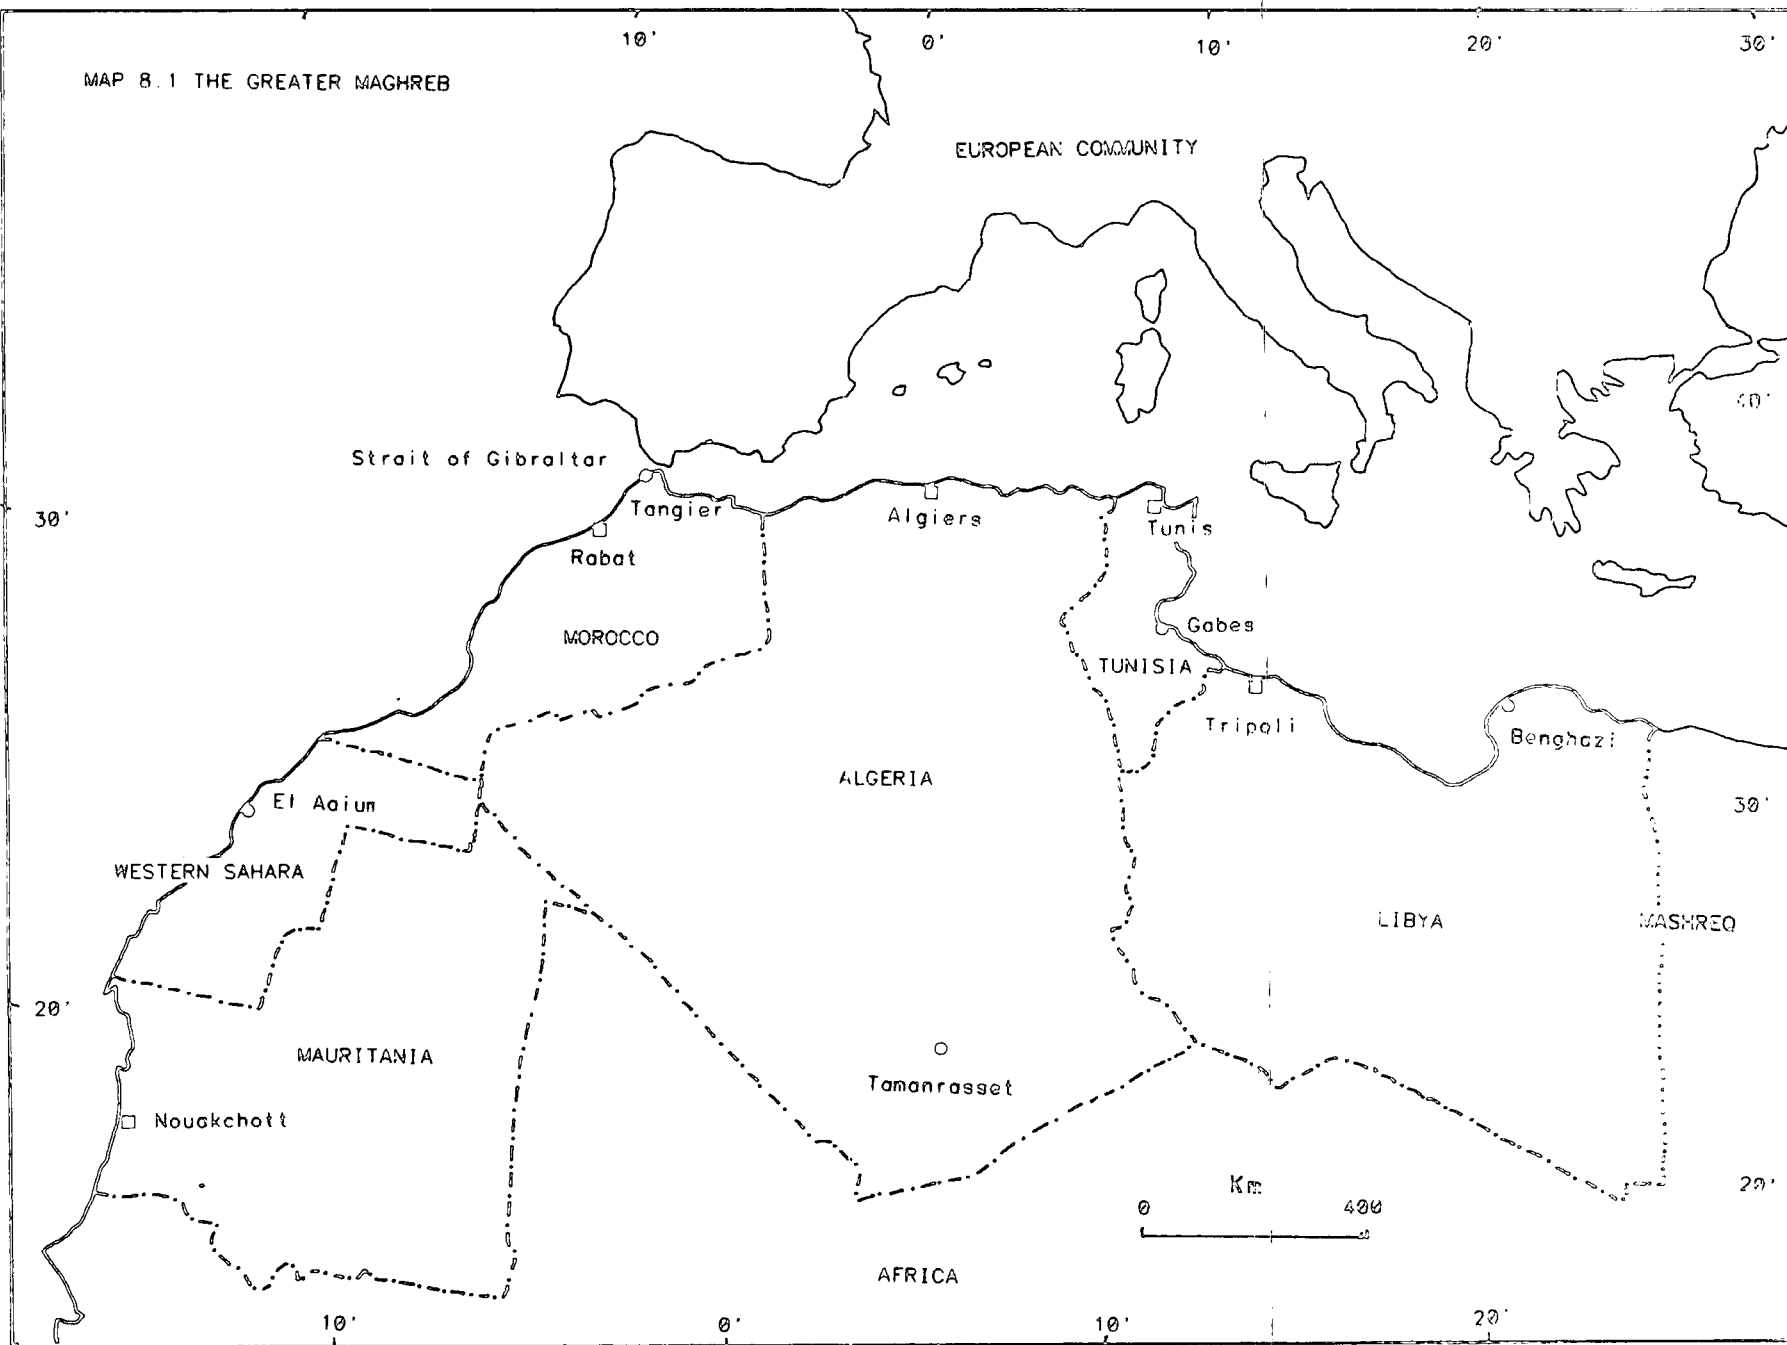 10' 0' 10' 20' 30'
MAP 8.1 THE GREATER MAGHREB
EUROPEAN COMMUNITY
40'
Strait of Gibraltar
30' Tangier Algiers Tunis
Rabat
Gabes
MOROCCO
TUNISIA
Tripoli
Benghazi
ALGERIA
El Aaiun 30'
WESTERN SAHARA
LIBYA MASHREQ
20'
MAURITANIA
Tamanrasset
Nouakchott
Km 20'
0 400
AFRICA
10' 0' 10' 20'